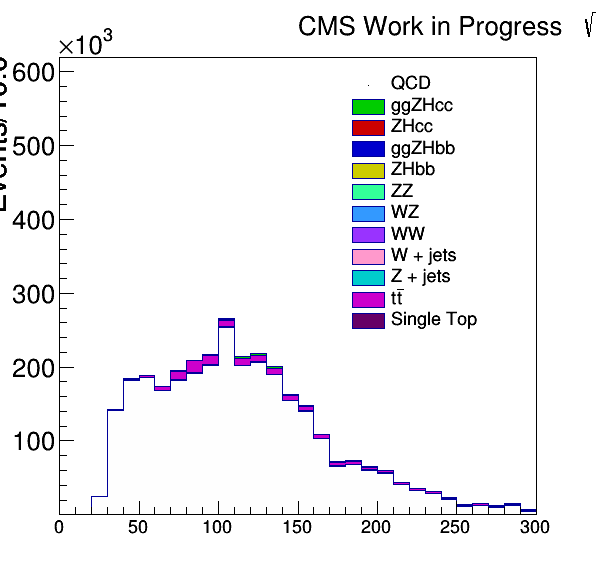 CMS Work in Progress √
×10³
600
500
400
300
200
100
0 50 100 150 200 250 300
QCD
ggZHcc
ZHcc
ggZHbb
ZHbb
ZZ
WZ
WW
W + jets
Z + jets
tt̄
Single Top